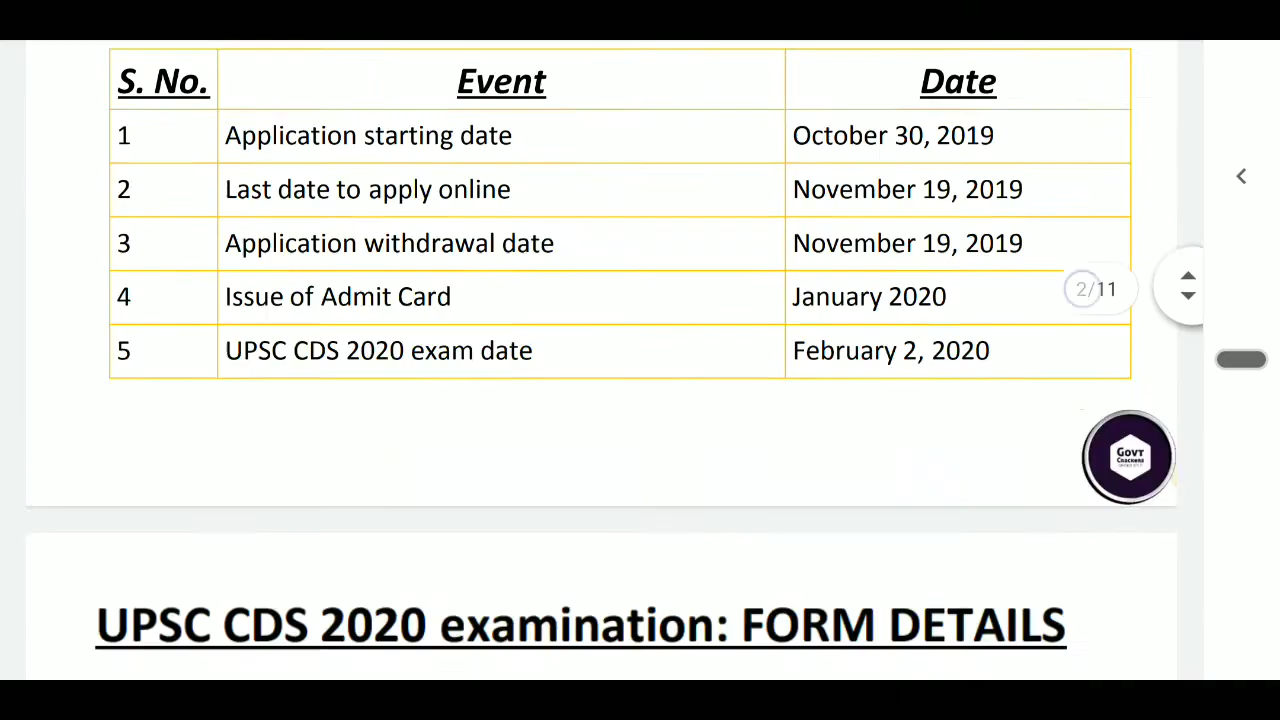 S. No. Event Date
1 Application starting date October 30, 2019
2 Last date to apply online November 19, 2019
3 Application withdrawal date November 19, 2019
4 Issue of Admit Card January 2020
2/11
5 UPSC CDS 2020 exam date February 2, 2020
GOVT
CRACKERS
UPSC CDS 2020 examination: FORM DETAILS